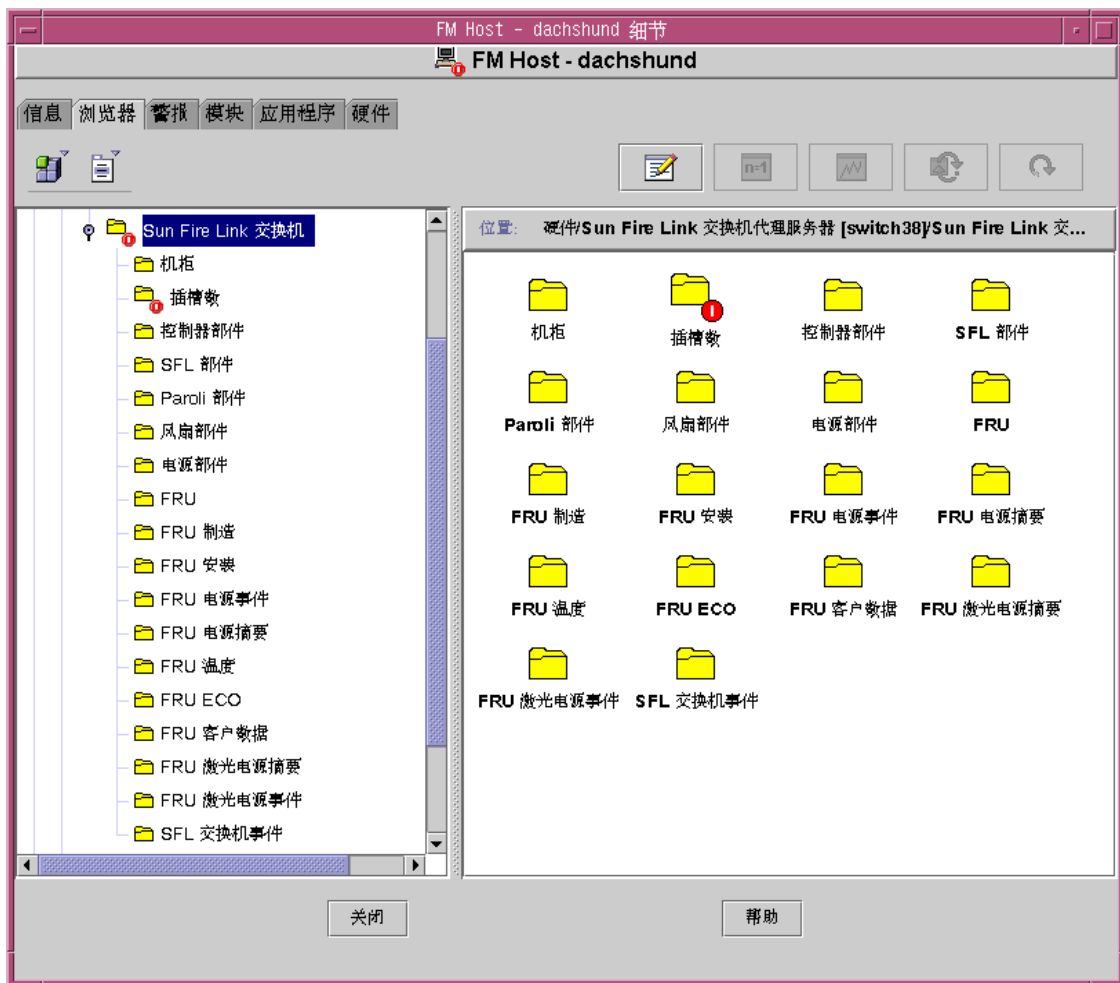 FM Host - dachshund 细节
FM Host - dachshund
信息 浏览器 警报 模块 应用程序 硬件
n=1
Sun Fire Link 交换机
机柜
插槽数
控制器部件
SFL 部件
Paroli 部件
风扇部件
电源部件
FRU
FRU 制造
FRU 安装
FRU 电源事件
FRU 电源摘要
FRU 温度
FRU ECO
FRU 客户数据
FRU 激光电源摘要
FRU 激光电源事件
SFL 交换机事件
位置: 硬件/Sun Fire Link 交换机代理服务器 [switch38]/Sun Fire Link 交...
机柜 插槽数 控制器部件 SFL 部件
Paroli 部件 风扇部件 电源部件 FRU
FRU 制造 FRU 安装 FRU 电源事件 FRU 电源摘要
FRU 温度 FRU ECO FRU 客户数据 FRU 激光电源摘要
FRU 激光电源事件 SFL 交换机事件
关闭 帮助